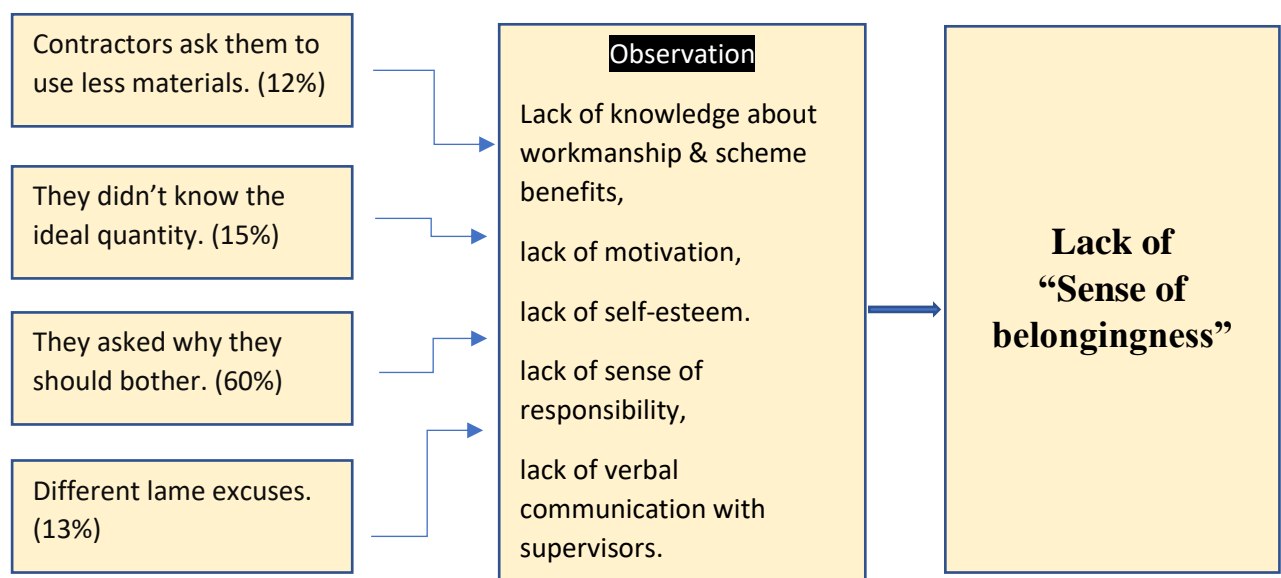 Contractors ask them to
use less materials. (12%)
They didn’t know the
ideal quantity. (15%)
They asked why they
should bother. (60%)
Different lame excuses.
(13%)
Observation
Lack of knowledge about
workmanship & scheme
benefits,
lack of motivation,
lack of self-esteem.
lack of sense of
responsibility,
lack of verbal
communication with
supervisors.
Lack of
“Sense of
belongingness”